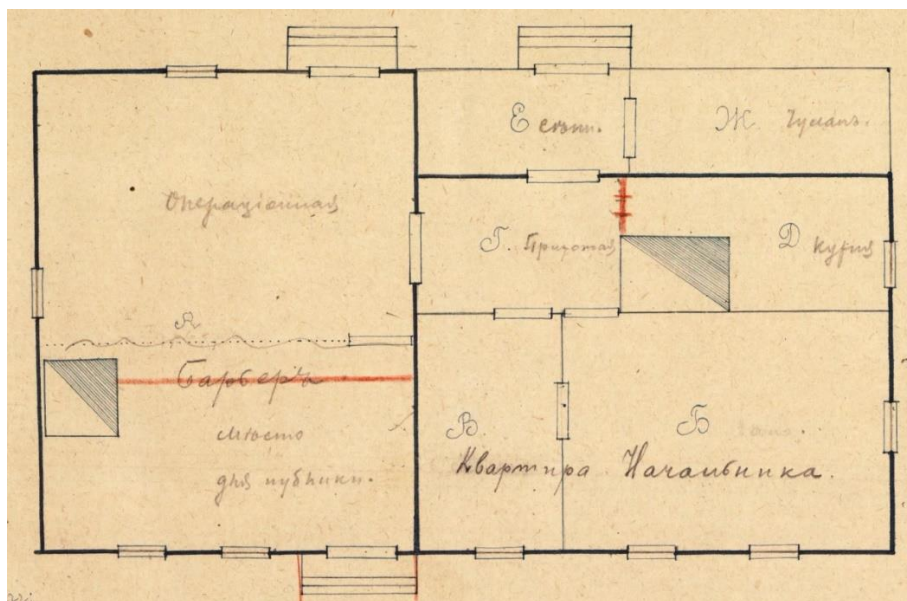 Е сѣни.
Ж. Чуланъ.
Операціонная
Г. Прихожая
Д Кухня
А
Барьеръ
мѣсто
для публики.
В.
Б
Квартира Начальника.